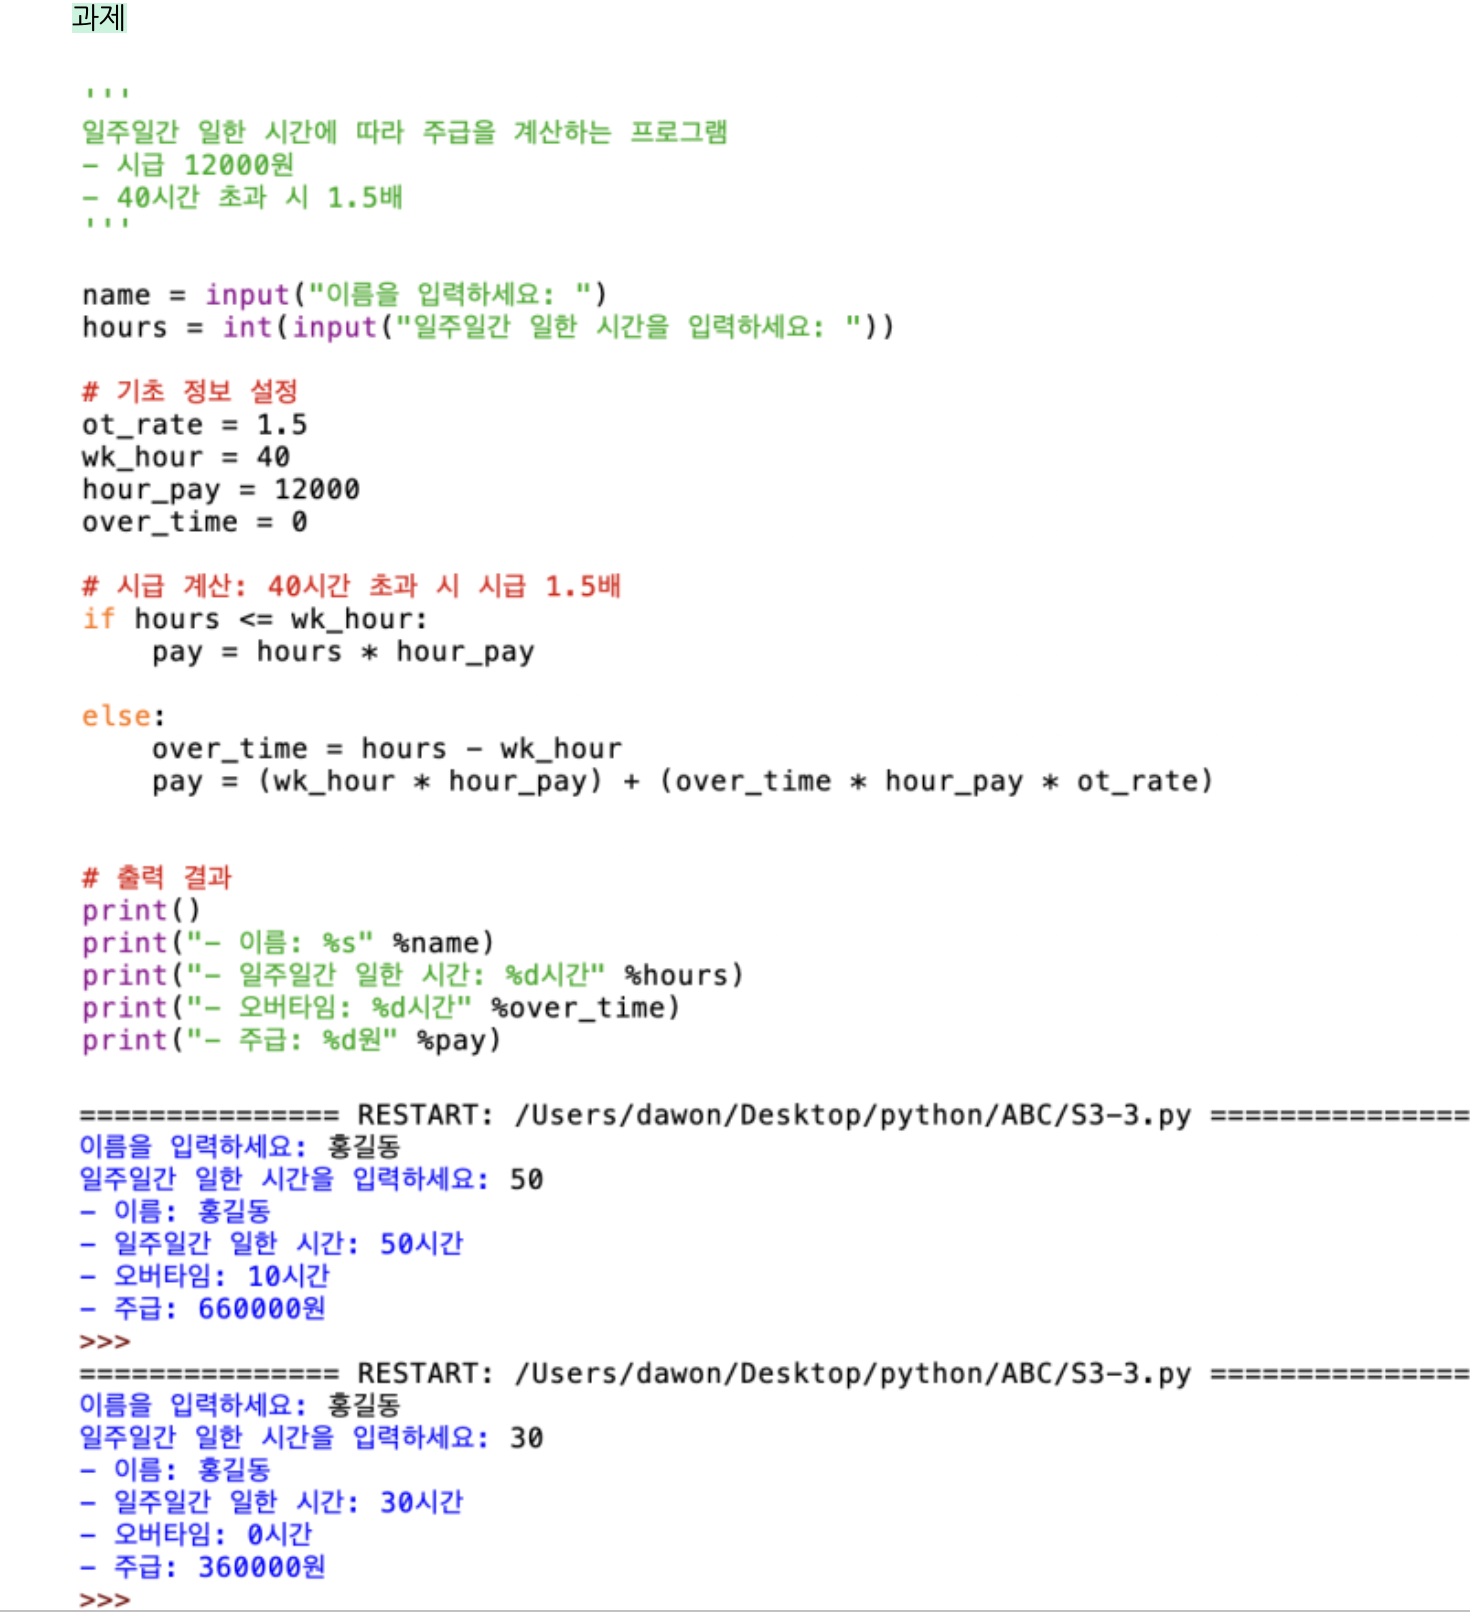 과제
'''
일주일간 일한 시간에 따라 주급을 계산하는 프로그램
- 시급 12000원
- 40시간 초과 시 1.5배
'''
name = input("이름을 입력하세요: ")
hours = int(input("일주일간 일한 시간을 입력하세요: "))
# 기초 정보 설정
ot_rate = 1.5
wk_hour = 40
hour_pay = 12000
over_time = 0
# 시급 계산: 40시간 초과 시 시급 1.5배
if hours <= wk_hour:
    pay = hours * hour_pay
else:
    over_time = hours - wk_hour
    pay = (wk_hour * hour_pay) + (over_time * hour_pay * ot_rate)
# 출력 결과
print()
print("- 이름: %s" %name)
print("- 일주일간 일한 시간: %d시간" %hours)
print("- 오버타임: %d시간" %over_time)
print("- 주급: %d원" %pay)
=============== RESTART: /Users/dawon/Desktop/python/ABC/S3-3.py ===============
이름을 입력하세요: 홍길동
일주일간 일한 시간을 입력하세요: 50
- 이름: 홍길동
- 일주일간 일한 시간: 50시간
- 오버타임: 10시간
- 주급: 660000원
>>>
=============== RESTART: /Users/dawon/Desktop/python/ABC/S3-3.py ===============
이름을 입력하세요: 홍길동
일주일간 일한 시간을 입력하세요: 30
- 이름: 홍길동
- 일주일간 일한 시간: 30시간
- 오버타임: 0시간
- 주급: 360000원
>>>